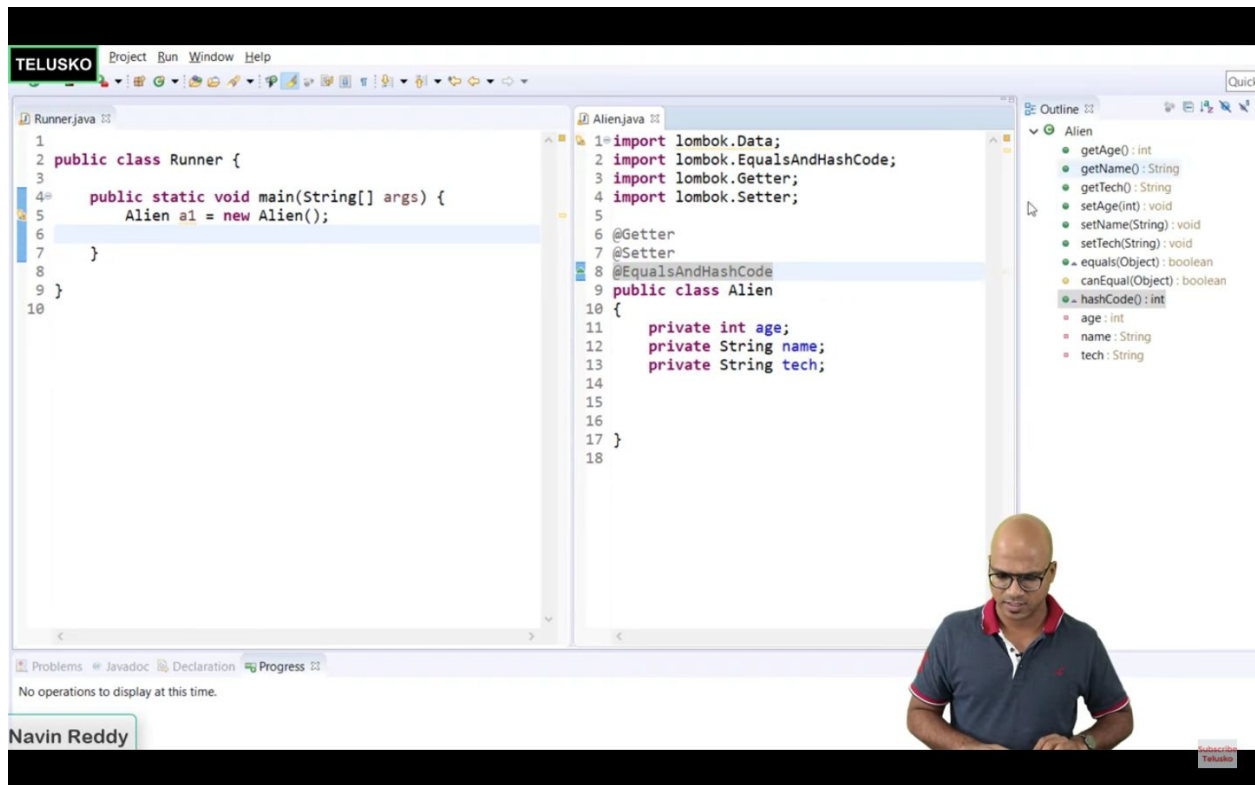 TELUSKO
Project Run Window Help
Quic
Runner.java
1
2 public class Runner {
3
4 public static void main(String[] args) {
5 Alien a1 = new Alien();
6
7 }
8
9 }
10
Alien.java
1 import lombok.Data;
2 import lombok.EqualsAndHashCode;
3 import lombok.Getter;
4 import lombok.Setter;
5
6 @Getter
7 @Setter
8 @EqualsAndHashCode
9 public class Alien
10 {
11 private int age;
12 private String name;
13 private String tech;
14
15
16
17 }
18
Outline
Alien
getAge() : int
getName() : String
getTech() : String
setAge(int) : void
setName(String) : void
setTech(String) : void
equals(Object) : boolean
canEqual(Object) : boolean
hashCode() : int
age : int
name : String
tech : String
Problems Javadoc Declaration Progress
No operations to display at this time.
Navin Reddy
Subscribe
Telusko